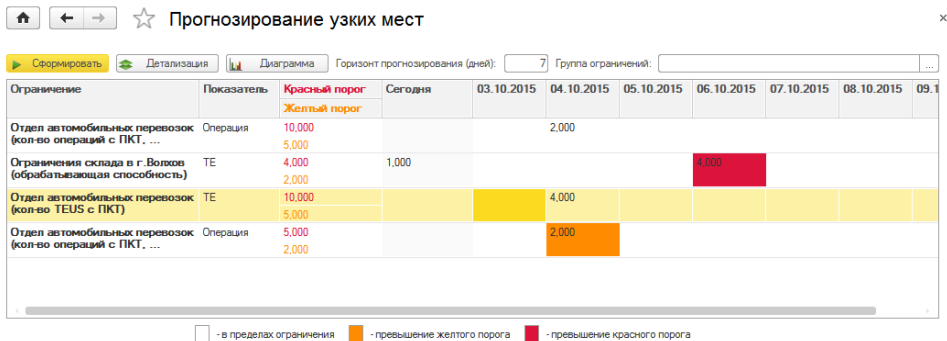 Прогнозирование узких мест
Сформировать Детализация Диаграмма Горизонт прогнозирования (дней): 7 Группа ограничений: ...
Ограничение Показатель Красный порог Сегодня 03.10.2015 04.10.2015 05.10.2015 06.10.2015 07.10.2015 08.10.2015 09.1
Желтый порог
Отдел автомобильных перевозок Операция 10,000 2,000
(кол-во операций с ПКТ, ... 5,000
Ограничения склада в г.Волхов ТЕ 4,000 1,000 4,000
(обрабатывающая способность) 2,000
Отдел автомобильных перевозок ТЕ 10,000 4,000
(кол-во TEUS с ПКТ) 5,000
Отдел автомобильных перевозок Операция 5,000 2,000
(кол-во операций с ПКТ, ... 2,000
- в пределах ограничения - превышение желтого порога - превышение красного порога